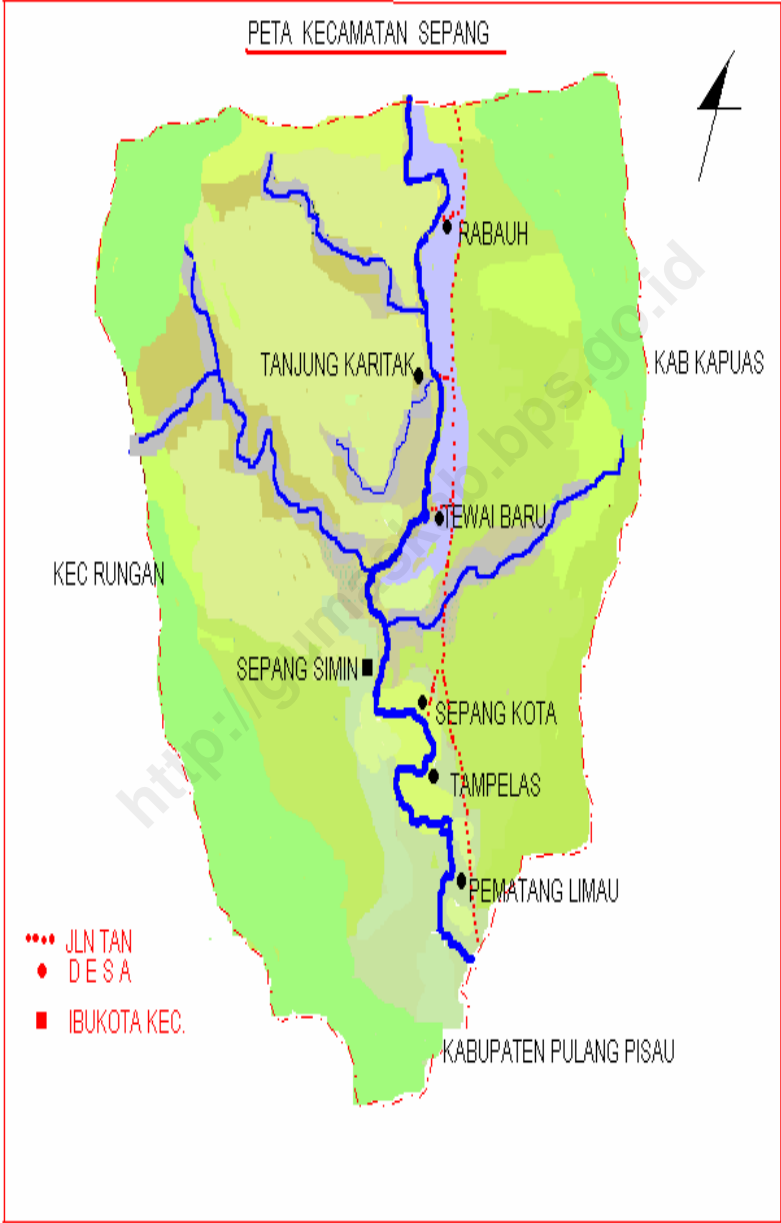 PETA KECAMATAN SEPANG
RABAUH
TANJUNG KARITAK
KAB KAPUAS
TEWAI BARU
KEC RUNGAN
SEPANG SIMIN
SEPANG KOTA
TAMPELAS
PEMATANG LIMAU
JLN TAN
D E S A
IBUKOTA KEC.
KABUPATEN PULANG PISAU